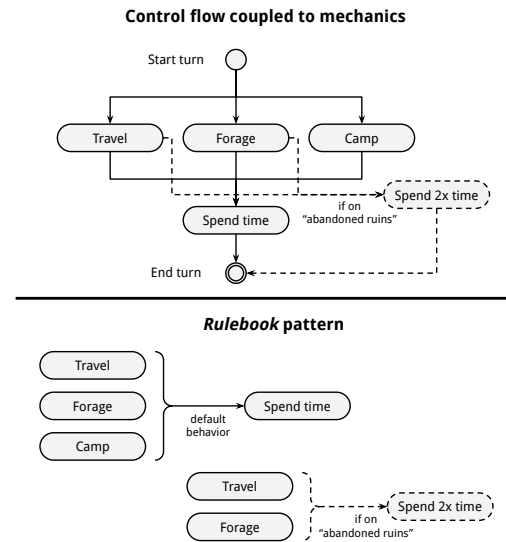 Control flow coupled to mechanics
Start turn
Travel
Forage
Camp
Spend 2x time
if on
“abandoned ruins”
Spend time
End turn
Rulebook pattern
Travel
Forage
Camp
default
behavior
Spend time
Travel
Forage
if on
“abandoned ruins”
Spend 2x time